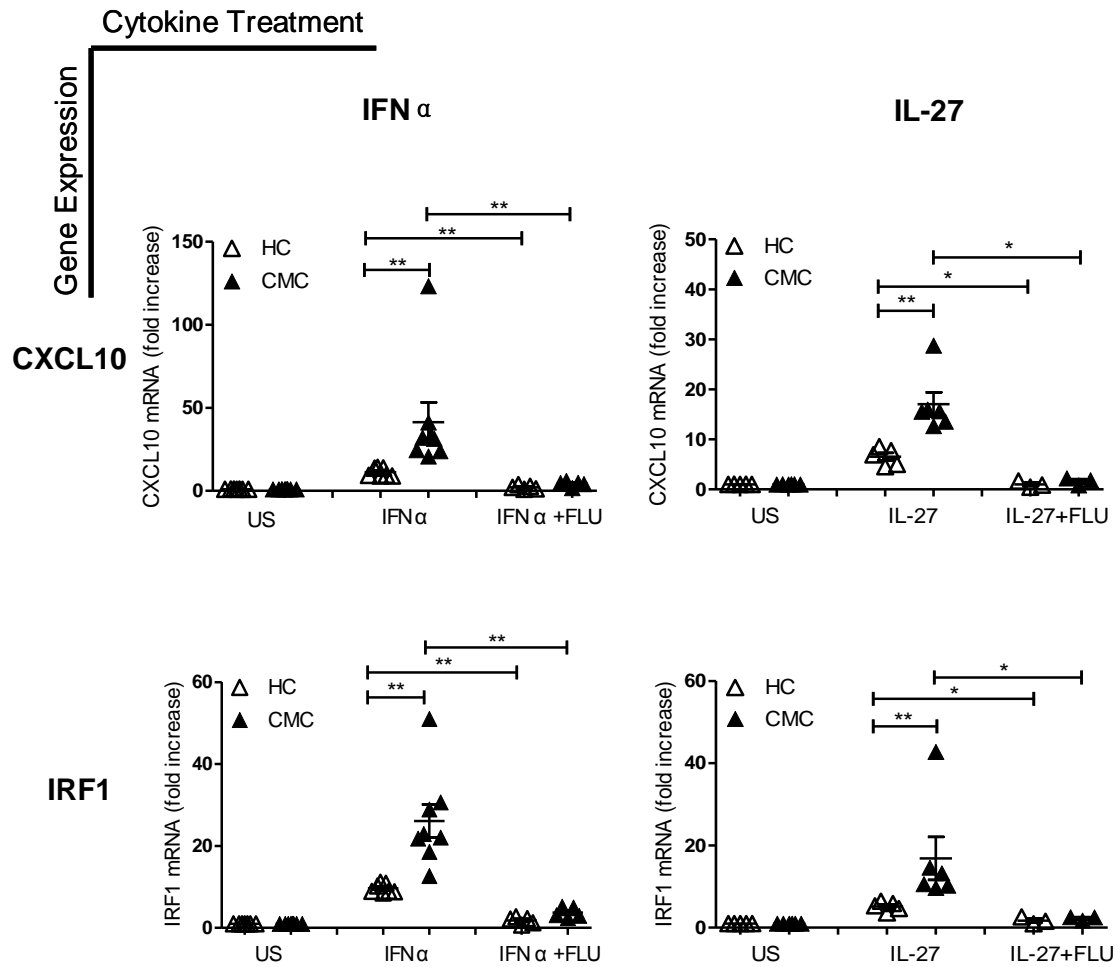 Cytokine Treatment
Gene Expression
IFN α
IL-27
CXCL10
CXCL10 mRNA (fold increase)
150
100
50
0
HC
CMC
**
**
**
US
IFN α
IFN α +FLU
CXCL10 mRNA (fold increase)
50
40
30
20
10
0
HC
CMC
*
*
**
US
IL-27
IL-27+FLU
IRF1
IRF1 mRNA (fold increase)
60
40
20
0
HC
CMC
**
**
**
US
IFN α
IFN α +FLU
IRF1 mRNA (fold increase)
60
40
20
0
HC
CMC
*
*
**
US
IL-27
IL-27+FLU